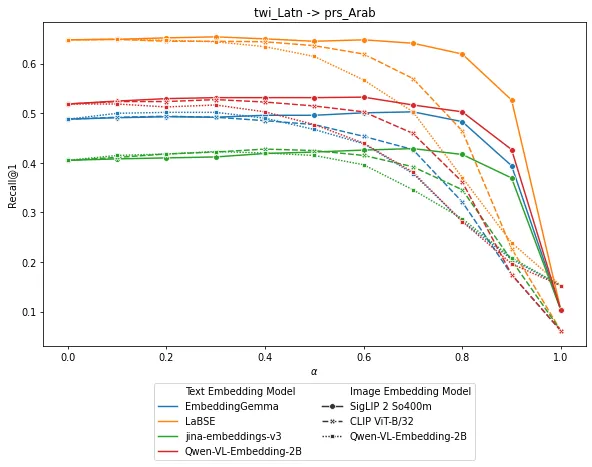 twi_Latn -> prs_Arab
Recall@1
0.6
0.5
0.4
0.3
0.2
0.1
0.0 0.2 0.4 0.6 0.8 1.0
α
Text Embedding Model
EmbeddingGemma
LaBSE
jina-embeddings-v3
Qwen-VL-Embedding-2B
Image Embedding Model
SigLIP 2 So400m
CLIP ViT-B/32
Qwen-VL-Embedding-2B